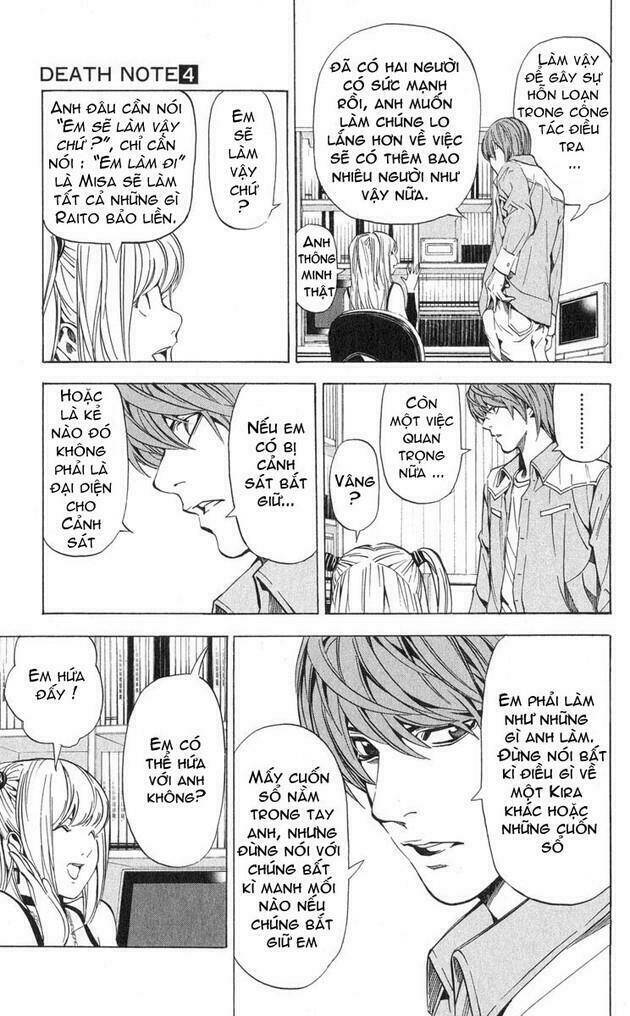 DEATH NOTE 4
LÀM VẬY
ĐỂ GÂY SỰ
HỖN LOẠN
TRONG CÔNG
TÁC ĐIỀU
TRA
...
ĐÃ CÓ HAI NGƯỜI
CÓ SỨC MẠNH
RỒI, ANH MUỐN
LÀM CHÚNG LO
LẮNG HƠN VỀ VIỆC
SẼ CÓ THÊM BAO
NHIÊU NGƯỜI NHƯ
VẬY NỮA.
ANH
THÔNG
MINH
THẬT
EM
SẼ
LÀM
VẬY
CHỨ
?
ANH ĐÂU CẦN NÓI
“EM SẼ LÀM VẬY
CHỨ ?”, CHỈ CẦN
NÓI : “EM LÀM ĐI”
LÀ MISA SẼ LÀM
TẤT CẢ NHỮNG GÌ
RAITO BẢO LIỀN.
.........
CÒN
MỘT VIỆC
QUAN
TRỌNG
NỮA ...
VÂNG
?
NẾU EM
CÓ BỊ
CẢNH
SÁT BẮT
GIỮ...
HOẶC
LÀ KẺ
NÀO ĐÓ
KHÔNG
PHẢI LÀ
ĐẠI DIỆN
CHO
CẢNH
SÁT
EM PHẢI LÀM
NHƯ NHỮNG
GÌ ANH LÀM.
ĐỪNG NÓI BẤT
KÌ ĐIỀU GÌ VỀ
MỘT KIRA
KHÁC HOẶC
NHỮNG CUỐN
SỔ
MẤY CUỐN
SỔ NẰM
TRONG TAY
ANH, NHƯNG
ĐỪNG NÓI VỚI
CHÚNG BẤT
KÌ MANH MỐI
NÀO NẾU
CHÚNG BẮT
GIỮ EM
EM CÓ
THỂ HỨA
VỚI ANH
KHÔNG?
EM HỨA
ĐẤY !